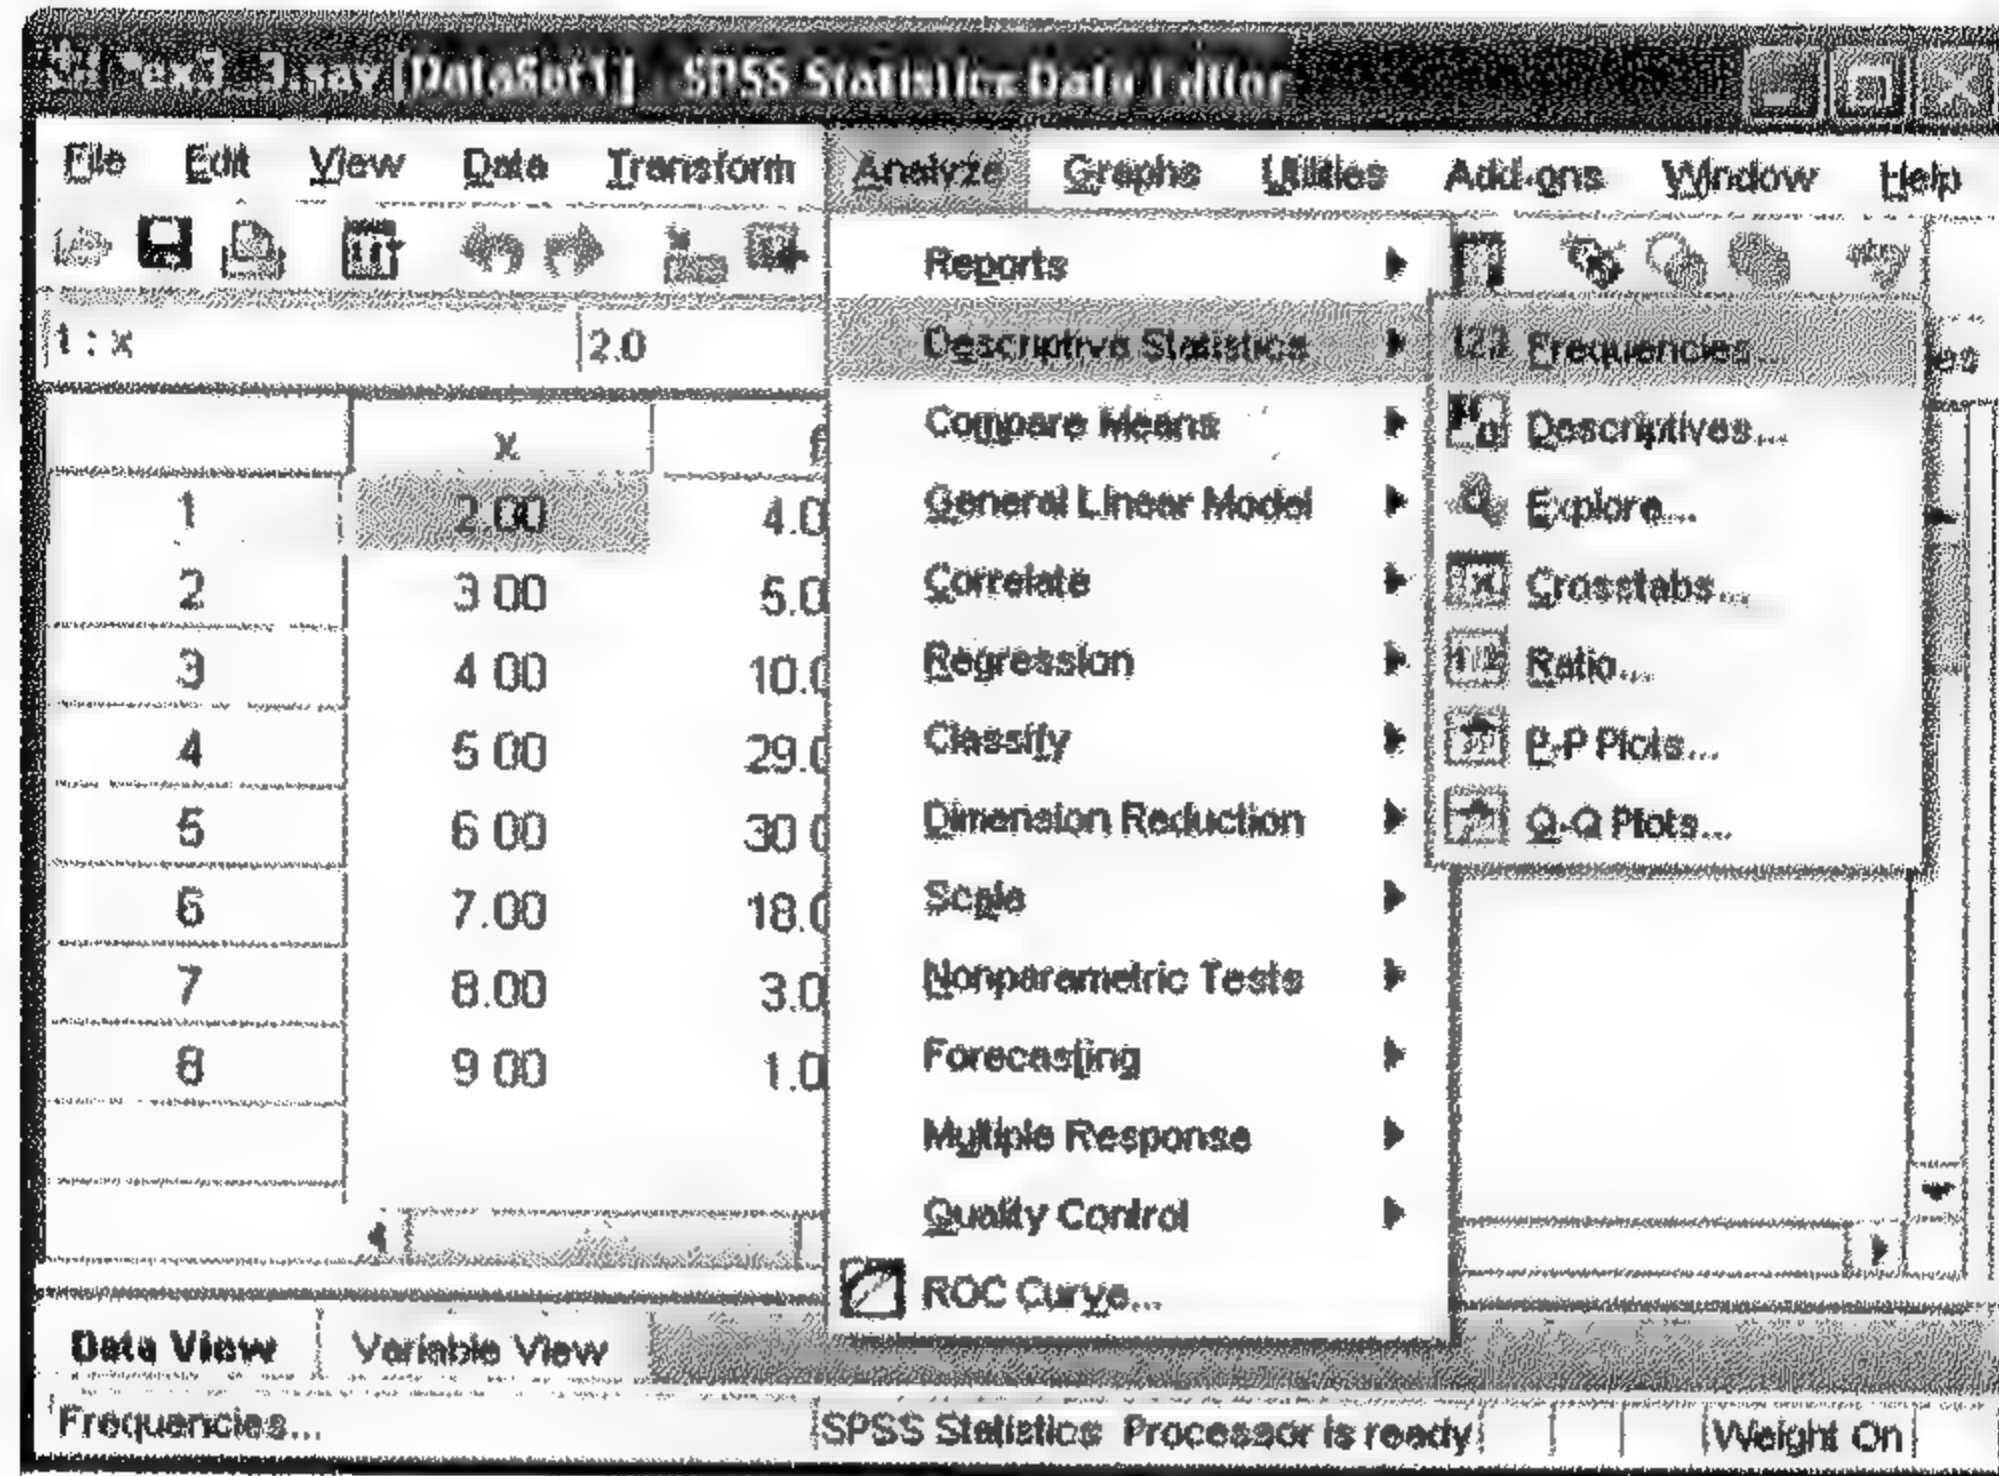 *ex3_3.sav [DataSet1] - SPSS Statistics Data Editor
File Edit View Data Transform Analyze Graphs Utilities Add-ons Window Help
1 : x 2.0
x f
1 2.00 4.0
2 3.00 5.0
3 4.00 10.0
4 5.00 29.0
5 6.00 30.0
6 7.00 18.0
7 8.00 3.0
8 9.00 1.0
Reports
Descriptive Statistics
Compare Means
General Linear Model
Correlate
Regression
Classify
Dimension Reduction
Scale
Nonparametric Tests
Forecasting
Multiple Response
Quality Control
ROC Curve...
123 Frequencies...
Descriptives...
Explore...
Crosstabs...
Ratio...
P-P Plots...
Q-Q Plots...
Data View Variable View
Frequencies... SPSS Statistics Processor is ready Weight On